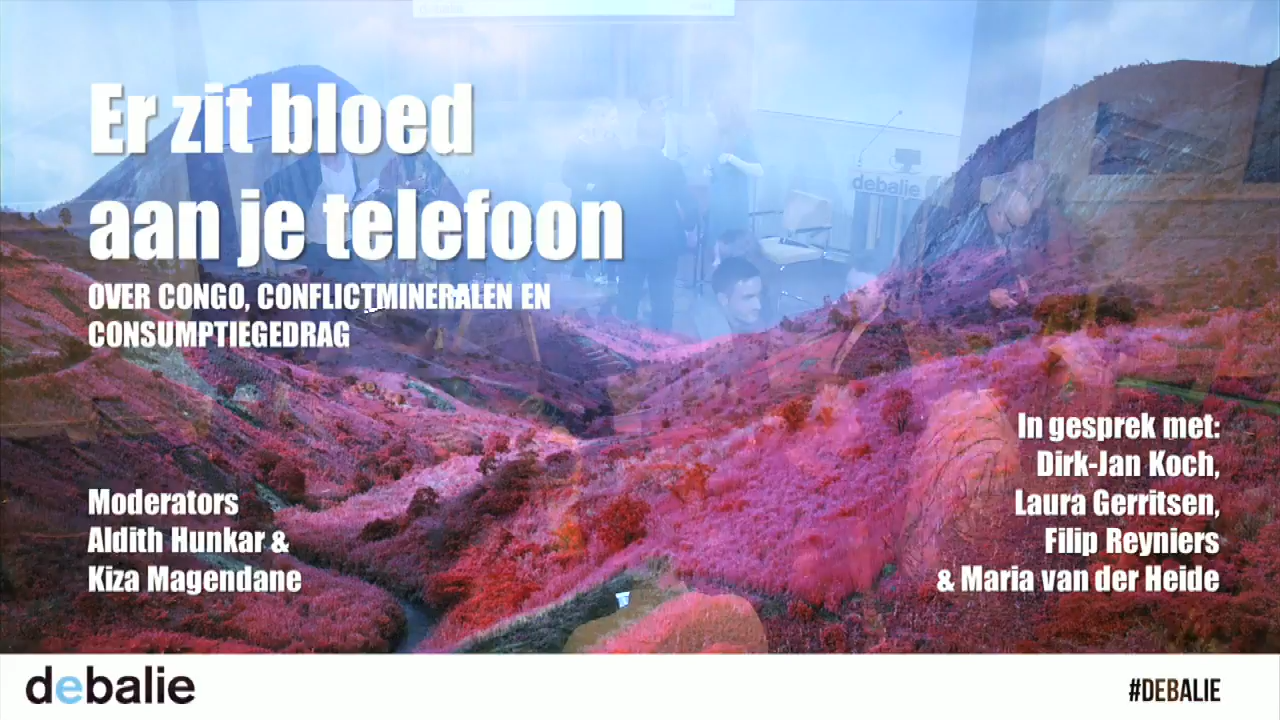 Er zit bloed
aan je telefoon
OVER CONGO, CONFLICTMINERALEN EN
CONSUMPTIEGEDRAG
Moderators
Aldith Hunkar &
Kiza Magendane
In gesprek met:
Dirk-Jan Koch,
Laura Gerritsen,
Filip Reyniers
& Maria van der Heide
debalie
debalie
#DEBALIE